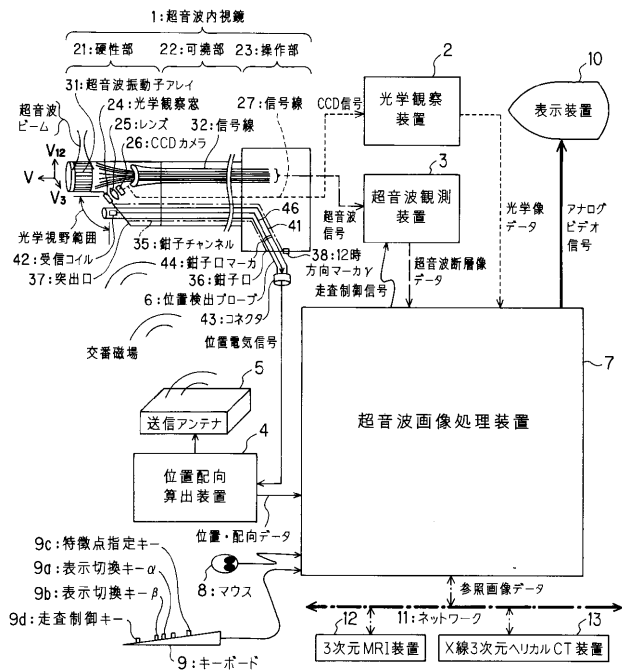 1:超音波内視鏡
21:硬性部
22:可撓部
23:操作部
31:超音波振動子アレイ
24:光学観察窓
25:レンズ
26:CCDカメラ
32:信号線
27:信号線
超音波
ビーム
V12
V
V3
光学視野範囲
42:受信コイル
37:突出口
35:鉗子チャンネル
44:鉗子口マーカ
36:鉗子口
6:位置検出プローブ
43:コネクタ
46
41
38:12時
方向マーカγ
交番磁場
位置電気信号
CCD信号
2
光学観察
装置
3
超音波観測
装置
超音波
信号
走査制御信号
超音波断層像
データ
光学像
データ
10
表示装置
アナログ
ビデオ
信号
7
超音波画像処理装置
5
送信アンテナ
4
位置配向
算出装置
位置・配向データ
9c:特徴点指定キー
9a:表示切換キーα
9b:表示切換キーβ
9d:走査制御キー
9:キーボード
8:マウス
参照画像データ
11:ネットワーク
12
3次元MRI装置
13
X線3次元ヘリカルCT装置